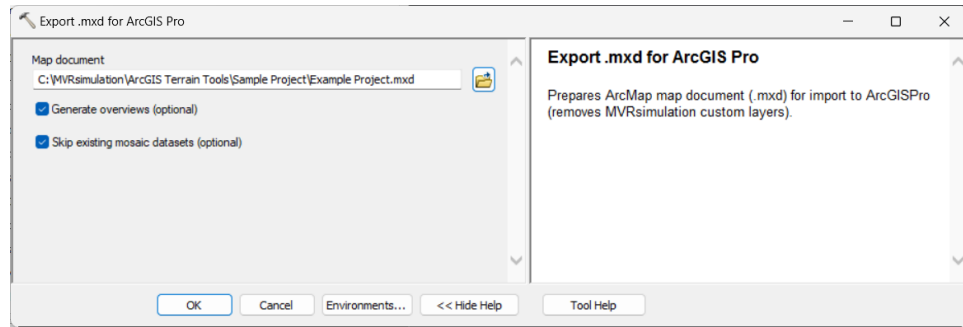 Export .mxd for ArcGIS Pro
Map document
C:\MVRsimulation\ArcGIS Terrain Tools\Sample Project\Example Project.mxd
Generate overviews (optional)
Skip existing mosaic datasets (optional)
Export .mxd for ArcGIS Pro
Prepares ArcMap map document (.mxd) for import to ArcGISPro
(removes MVRsimulation custom layers).
OK
Cancel
Environments...
<< Hide Help
Tool Help